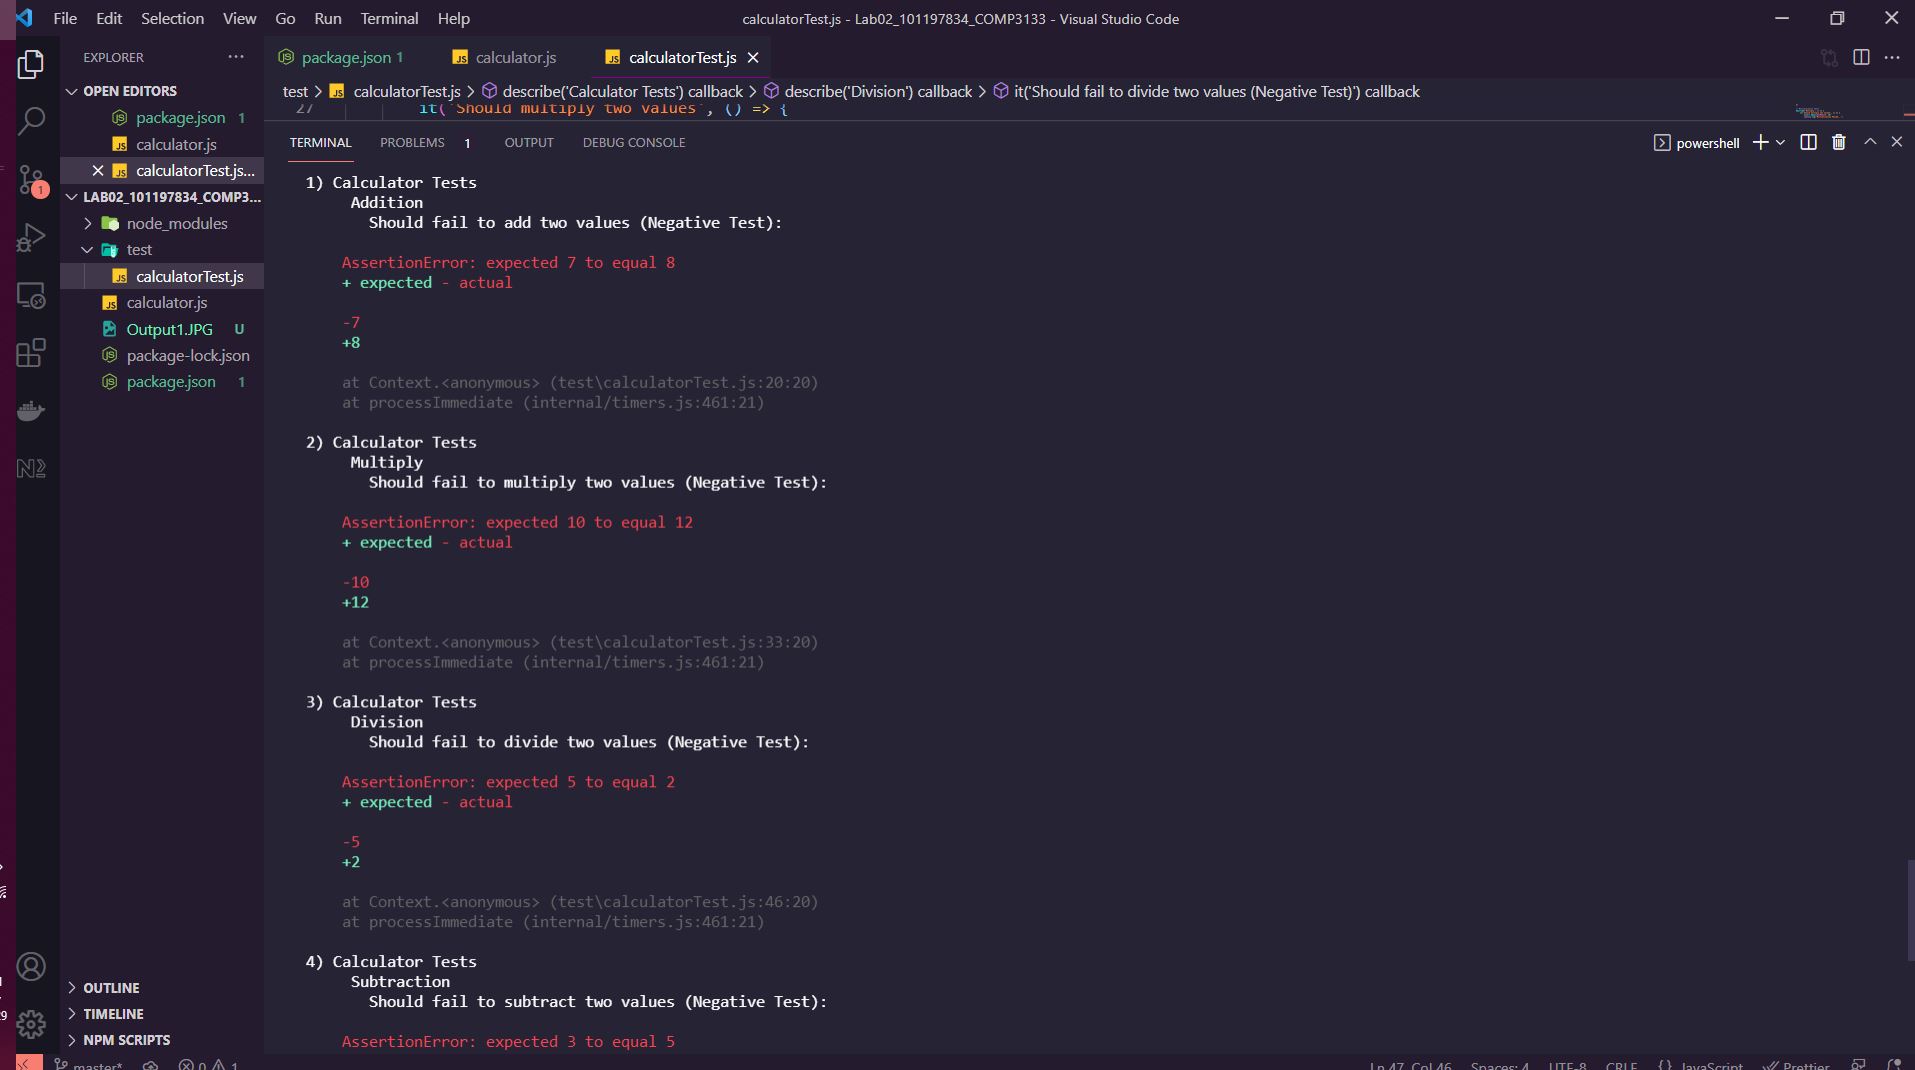 File Edit Selection View Go Run Terminal Help
calculatorTest.js - Lab02_101197834_COMP3133 - Visual Studio Code
EXPLORER
OPEN EDITORS
package.json 1
calculator.js
calculatorTest.js...
LAB02_101197834_COMP3...
node_modules
test
calculatorTest.js
calculator.js
Output1.JPG U
package-lock.json
package.json 1
OUTLINE
TIMELINE
NPM SCRIPTS
package.json 1 calculator.js calculatorTest.js
test > calculatorTest.js > describe('Calculator Tests') callback > describe('Division') callback > it('Should fail to divide two values (Negative Test)') callback
27 it('Should multiply two values', () => {
TERMINAL PROBLEMS 1 OUTPUT DEBUG CONSOLE
powershell
1) Calculator Tests
Addition
Should fail to add two values (Negative Test):
AssertionError: expected 7 to equal 8
+ expected - actual
-7
+8
at Context.<anonymous> (test\calculatorTest.js:20:20)
at processImmediate (internal/timers.js:461:21)
2) Calculator Tests
Multiply
Should fail to multiply two values (Negative Test):
AssertionError: expected 10 to equal 12
+ expected - actual
-10
+12
at Context.<anonymous> (test\calculatorTest.js:33:20)
at processImmediate (internal/timers.js:461:21)
3) Calculator Tests
Division
Should fail to divide two values (Negative Test):
AssertionError: expected 5 to equal 2
+ expected - actual
-5
+2
at Context.<anonymous> (test\calculatorTest.js:46:20)
at processImmediate (internal/timers.js:461:21)
4) Calculator Tests
Subtraction
Should fail to subtract two values (Negative Test):
AssertionError: expected 3 to equal 5
master* 0 1
Ln 47, Col 46 Spaces: 4 UTF-8 CRLF {} JavaScript Prettier